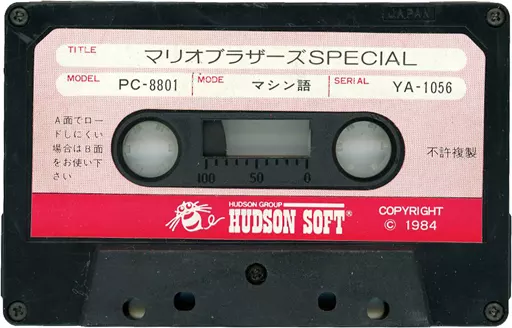 JAPAN
TITLE マリオブラザーズSPECIAL
MODEL PC-8801 MODE マシン語 SERIAL YA-1056
A面でロー
ドしにくい
場合はB面
をお使い下
さい
不許複製
100 50 0
HUDSON GROUP
HUDSON SOFT®
COPYRIGHT
© 1984